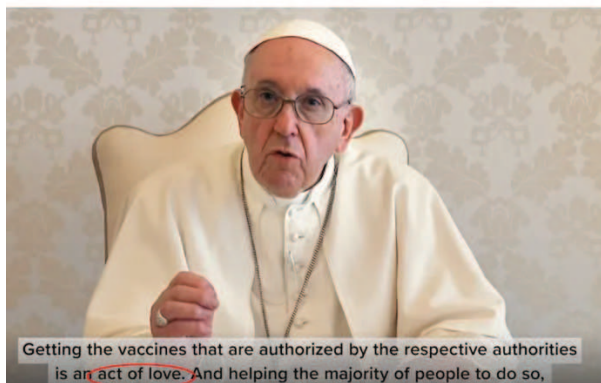 Getting the vaccines that are authorized by the respective authorities
is an act of love. And helping the majority of people to do so,